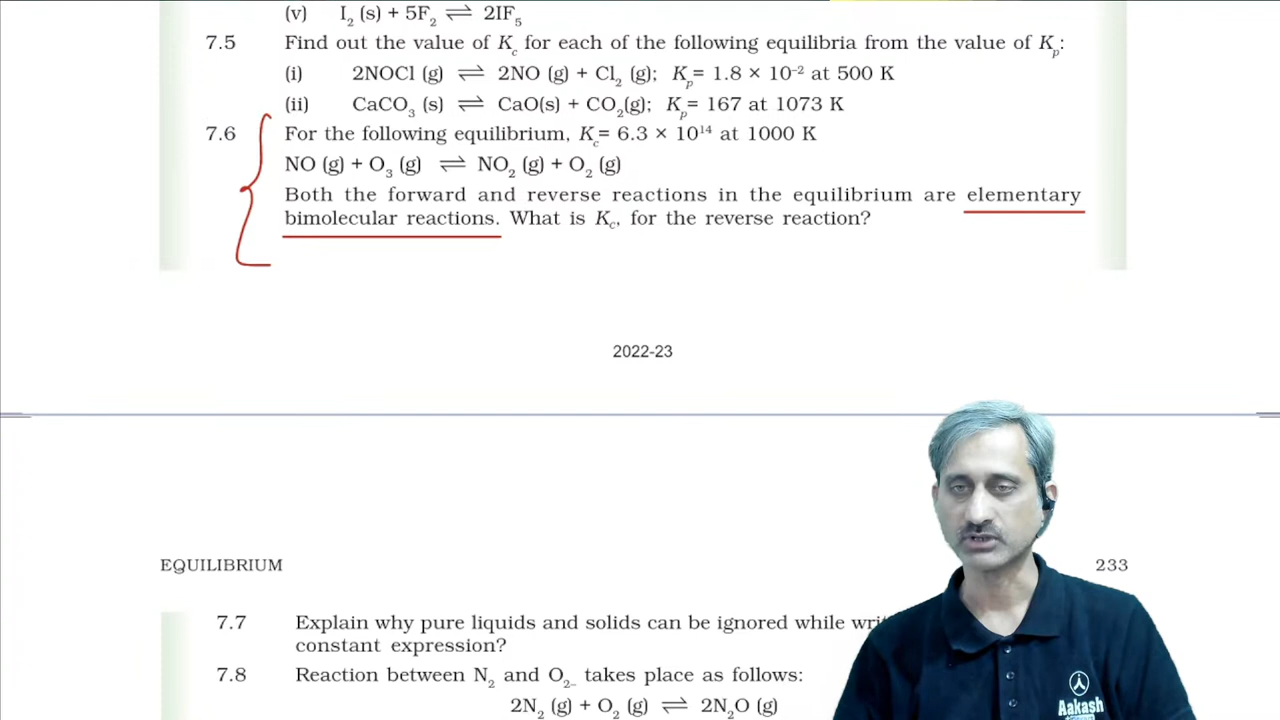 (v) I₂ (s) + 5F₂ ⇌ 2IF₅
7.5 Find out the value of Kc for each of the following equilibria from the value of Kp:
(i) 2NOCl (g) ⇌ 2NO (g) + Cl₂ (g); Kp= 1.8 × 10⁻² at 500 K
(ii) CaCO₃ (s) ⇌ CaO(s) + CO₂(g); Kp= 167 at 1073 K
7.6 For the following equilibrium, Kc= 6.3 × 10¹⁴ at 1000 K
NO (g) + O₃ (g) ⇌ NO₂ (g) + O₂ (g)
Both the forward and reverse reactions in the equilibrium are elementary
bimolecular reactions. What is Kc, for the reverse reaction?
2022-23
EQUILIBRIUM 233
7.7 Explain why pure liquids and solids can be ignored while
constant expression?
7.8 Reaction between N₂ and O₂₋ takes place as follows:
2N₂ (g) + O₂ (g) ⇌ 2N₂O (g)
Aakash